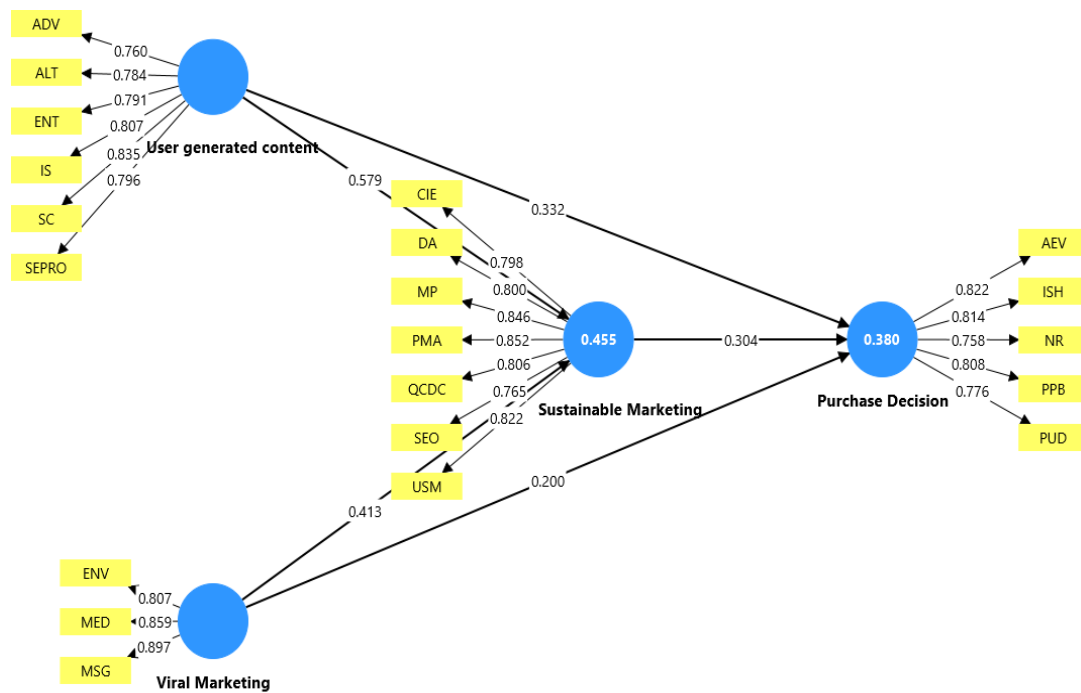 ADV
0.760
ALT
0.784
ENT
0.791
IS
0.807
SC
0.835
SEPRO
0.796
User generated content
0.579
0.332
CIE
0.798
DA
0.800
MP
0.846
PMA
0.852
QCDC
0.806
SEO
0.765
USM
0.822
0.455
Sustainable Marketing
0.304
0.380
Purchase Decision
AEV
0.822
ISH
0.814
NR
0.758
PPB
0.808
PUD
0.776
0.413
0.200
ENV
0.807
MED
0.859
MSG
0.897
Viral Marketing